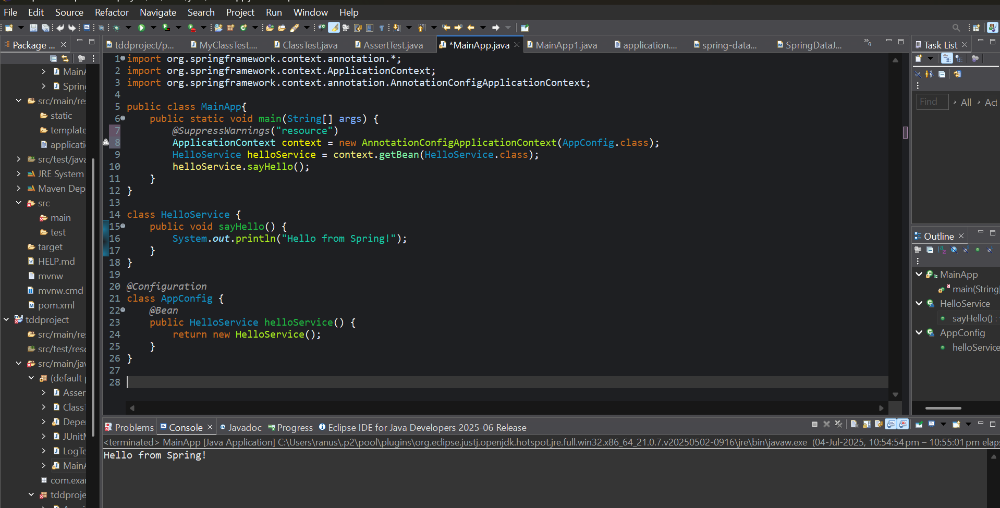 File Edit Source Refactor Navigate Search Project Run Window Help
Package ...
MainA
Spring
src/main/res
static
template
applicati
src/test/java
JRE System
Maven Dep
src
main
test
target
HELP.md
mvnw
mvnw.cmd
pom.xml
tddproject
src/main/res
src/test/resc
src/main/jav
(default p
Asser
ClassT
Deper
JUnitM
LogTe
MainA
com.exar
tddproje
tddproject/p... MyClassTest.... ClassTest.java AssertTest.java *MainApp.java MainApp1.java application.... spring-data... SpringDataJ...
1 import org.springframework.context.annotation.*;
2 import org.springframework.context.ApplicationContext;
3 import org.springframework.context.annotation.AnnotationConfigApplicationContext;
4
5 public class MainApp{
6 public static void main(String[] args) {
7 @SuppressWarnings("resource")
8 ApplicationContext context = new AnnotationConfigApplicationContext(AppConfig.class);
9 HelloService helloService = context.getBean(HelloService.class);
10 helloService.sayHello();
11 }
12 }
13
14 class HelloService {
15 public void sayHello() {
16 System.out.println("Hello from Spring!");
17 }
18 }
19
20 @Configuration
21 class AppConfig {
22 @Bean
23 public HelloService helloService() {
24 return new HelloService();
25 }
26 }
27
28
Task List
Find All Act
Outline
MainApp
main(String[
HelloService
sayHello() :
AppConfig
helloService
Problems Console Javadoc Progress Eclipse IDE for Java Developers 2025-06 Release
<terminated> MainApp [Java Application] C:\Users\ranus\.p2\pool\plugins\org.eclipse.justj.openjdk.hotspot.jre.full.win32.x86_64_21.0.7.v20250502-0916\jre\bin\javaw.exe (04-Jul-2025, 10:54:54 pm – 10:55:01 pm elaps
Hello from Spring!